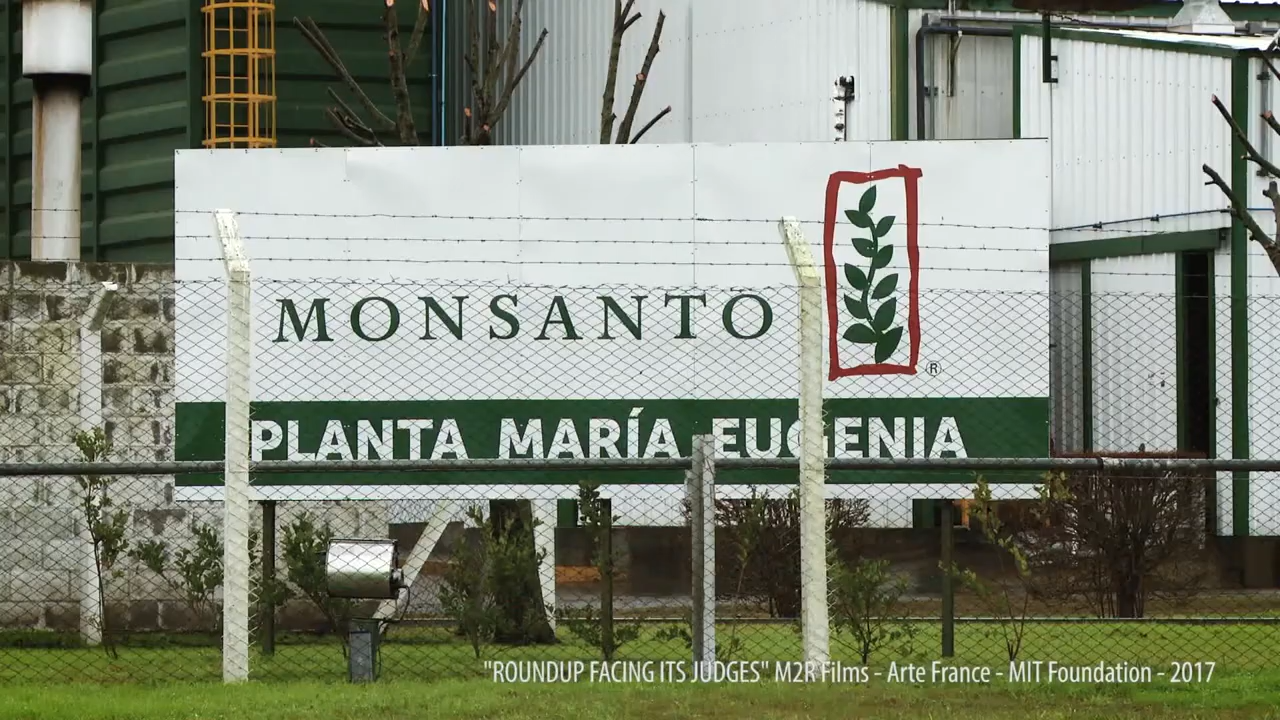 MONSANTO
®
PLANTA MARÍA EUGENIA
"ROUNDUP FACING ITS JUDGES" M2R Films - Arte France - MIT Foundation - 2017